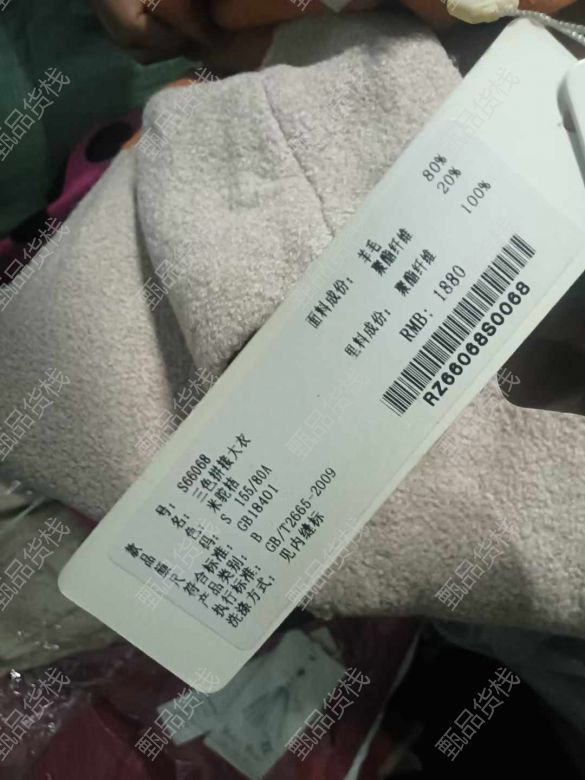 款 号: S66068
品 名: 三色拼接大衣
颜 色: 米驼桔
尺 码: S 155/80A
符合标准: GB18401
产品类别: B
执行标准: GB/T2665-2009
洗涤方式: 见内缝标
面料成份: 羊毛 80%
聚酯纤维 20%
里料成份: 聚酯纤维 100%
RMB: 1880
RZ66068S0068
甄品货栈